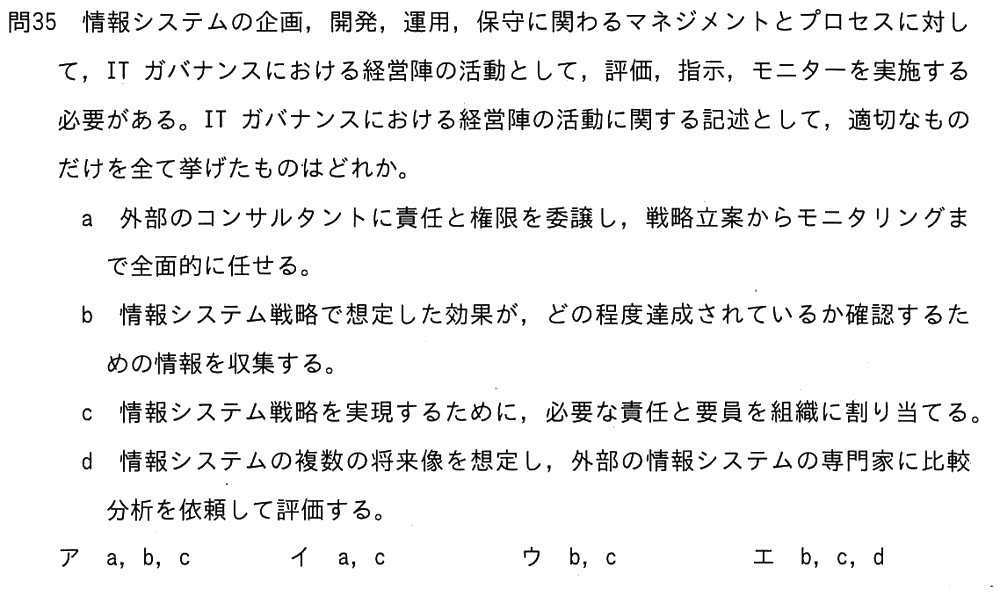 問35 情報システムの企画，開発，運用，保守に関わるマネジメントとプロセスに対し
て，IT ガバナンスにおける経営陣の活動として，評価，指示，モニターを実施する
必要がある。IT ガバナンスにおける経営陣の活動に関する記述として，適切なもの
だけを全て挙げたものはどれか。
a 外部のコンサルタントに責任と権限を委譲し，戦略立案からモニタリングま
で全面的に任せる。
b 情報システム戦略で想定した効果が，どの程度達成されているか確認するた
めの情報を収集する。
c 情報システム戦略を実現するために，必要な責任と要員を組織に割り当てる。
d 情報システムの複数の将来像を想定し，外部の情報システムの専門家に比較
分析を依頼して評価する。
ア a，b，c イ a，c ウ b，c エ b，c，d